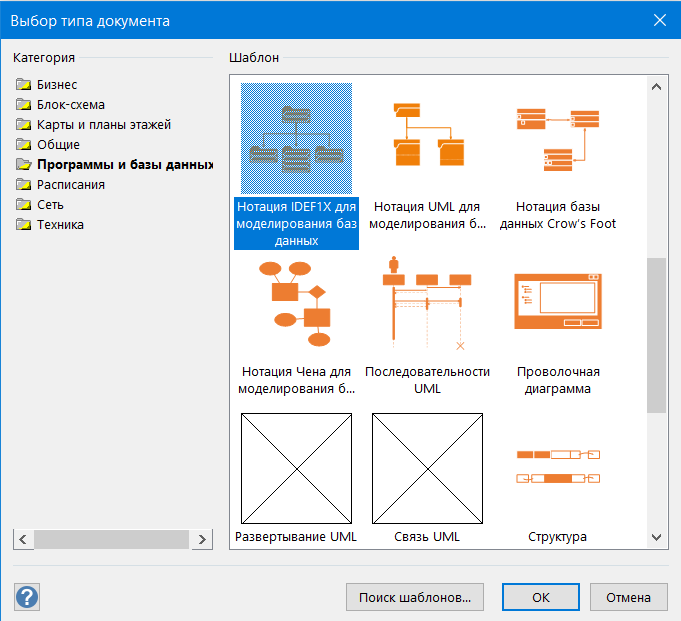 Выбор типа документа
Категория
Бизнес
Блок-схема
Карты и планы этажей
Общие
Программы и базы данных
Расписания
Сеть
Техника
Шаблон
Нотация IDEF1X для
моделирования баз
данных
Нотация UML для
моделирования б...
Нотация базы
данных Crow's Foot
Нотация Чена для
моделирования б...
Последовательности
UML
Проволочная
диаграмма
Развертывание UML
Связь UML
Структура
?
Поиск шаблонов...
ОК
Отмена